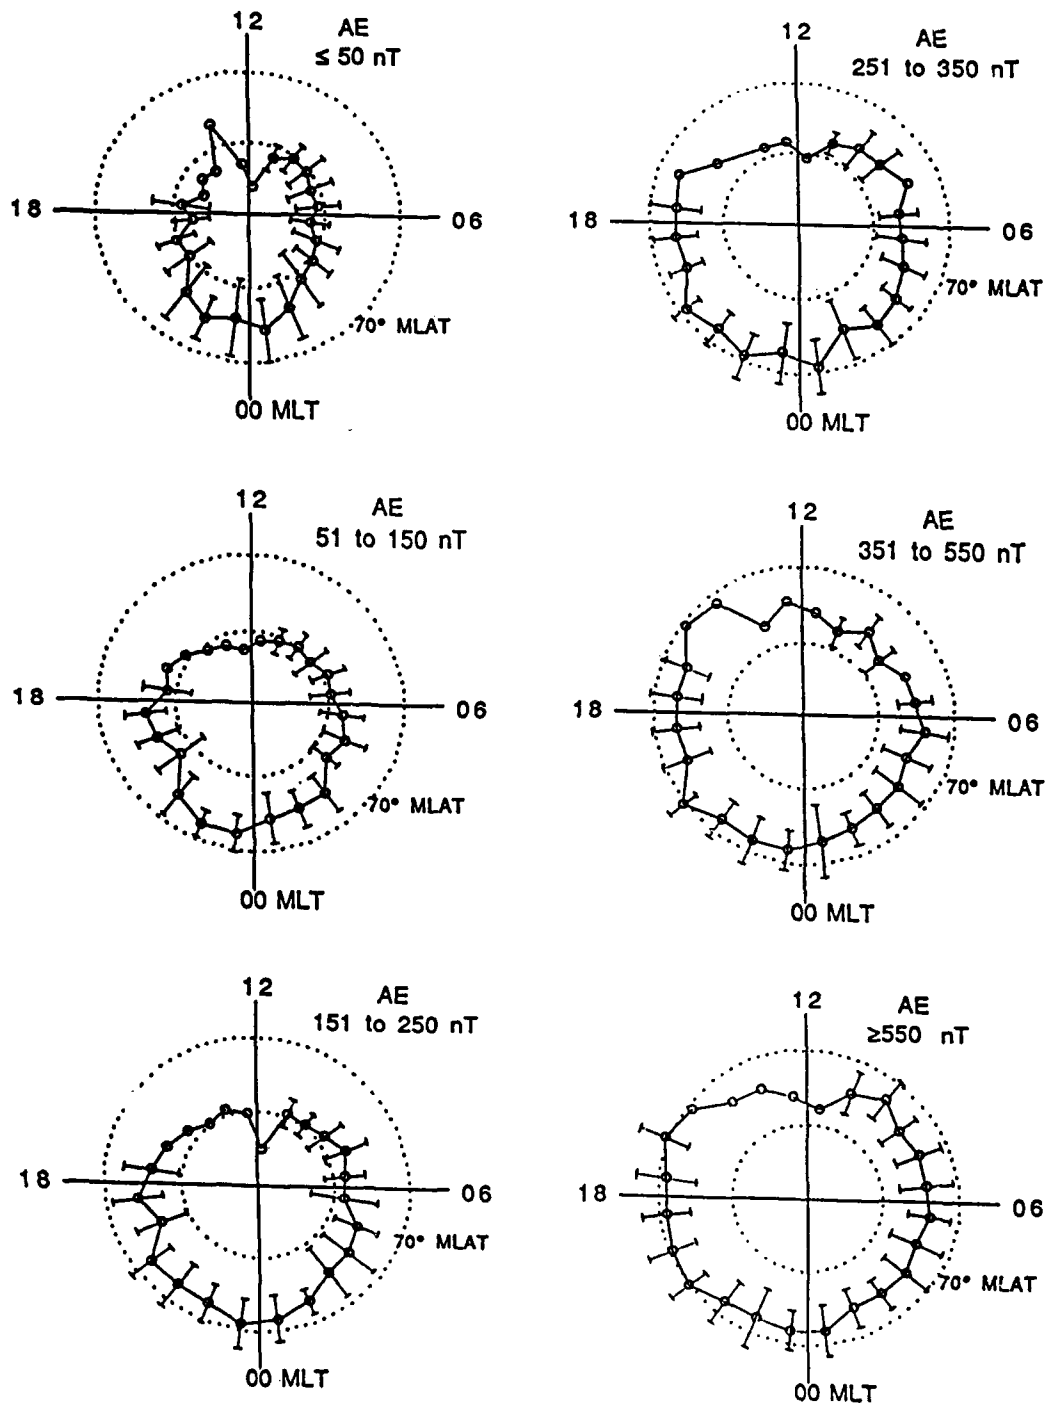 12
AE
≤ 50 nT
18
06
70° MLAT
00 MLT
12
AE
251 to 350 nT
18
06
70° MLAT
00 MLT
12
AE
51 to 150 nT
18
06
70° MLAT
00 MLT
12
AE
351 to 550 nT
18
06
70° MLAT
00 MLT
12
AE
151 to 250 nT
18
06
70° MLAT
00 MLT
12
AE
≥550 nT
18
06
70° MLAT
00 MLT